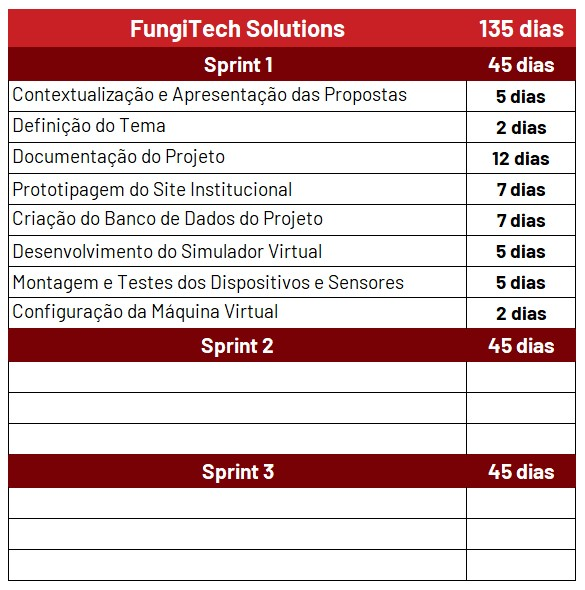 FungiTech Solutions 135 dias
Sprint 1 45 dias
Contextualização e Apresentação das Propostas 5 dias
Definição do Tema 2 dias
Documentação do Projeto 12 dias
Prototipagem do Site Institucional 7 dias
Criação do Banco de Dados do Projeto 7 dias
Desenvolvimento do Simulador Virtual 5 dias
Montagem e Testes dos Dispositivos e Sensores 5 dias
Configuração da Máquina Virtual 2 dias
Sprint 2 45 dias
Sprint 3 45 dias